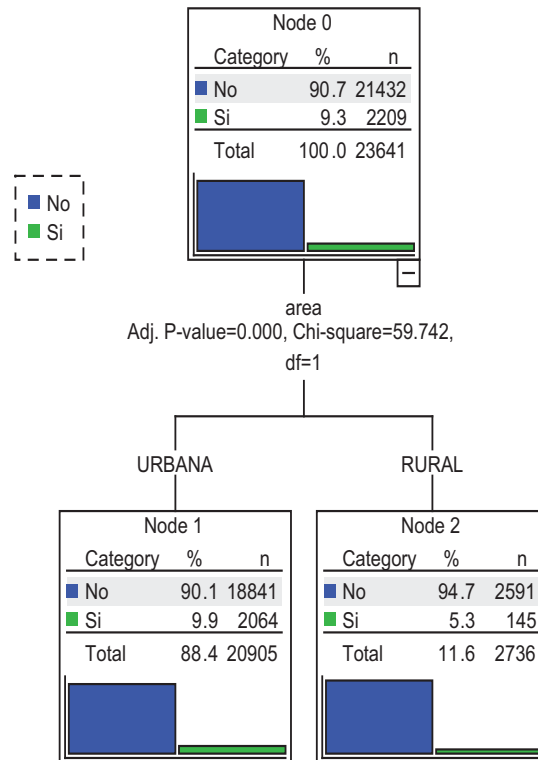 Node 0
Category % n
No 90.7 21432
Si 9.3 2209
Total 100.0 23641
No
Si
area
Adj. P-value=0.000, Chi-square=59.742,
df=1
URBANA RURAL
Node 1
Category % n
No 90.1 18841
Si 9.9 2064
Total 88.4 20905
Node 2
Category % n
No 94.7 2591
Si 5.3 145
Total 11.6 2736